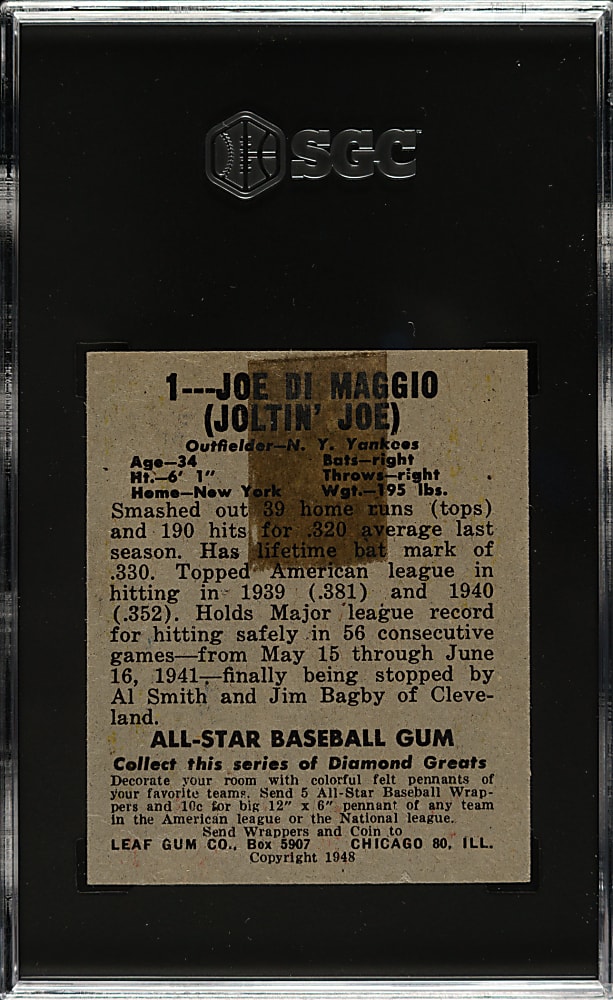 SGC
1---JOE DI MAGGIO
(JOLTIN' JOE)
Outfielder—N. Y. Yankees
Age—34 Bats—right
Ht.—6' 1" Throws—right
Home—New York Wgt.—195 lbs.
Smashed out 39 home runs (tops)
and 190 hits for .320 average last
season. Has lifetime bat mark of
.330. Topped American league in
hitting in 1939 (.381) and 1940
(.352). Holds Major league record
for hitting safely in 56 consecutive
games—from May 15 through June
16, 1941—finally being stopped by
Al Smith and Jim Bagby of Cleve-
land.
ALL-STAR BASEBALL GUM
Collect this series of Diamond Greats
Decorate your room with colorful felt pennants of
your favorite teams. Send 5 All-Star Baseball Wrap-
pers and 10c for big 12" x 6" pennant of any team
in the American league or the National league.
Send Wrappers and Coin to
LEAF GUM CO., Box 5907 CHICAGO 80, ILL.
Copyright 1948